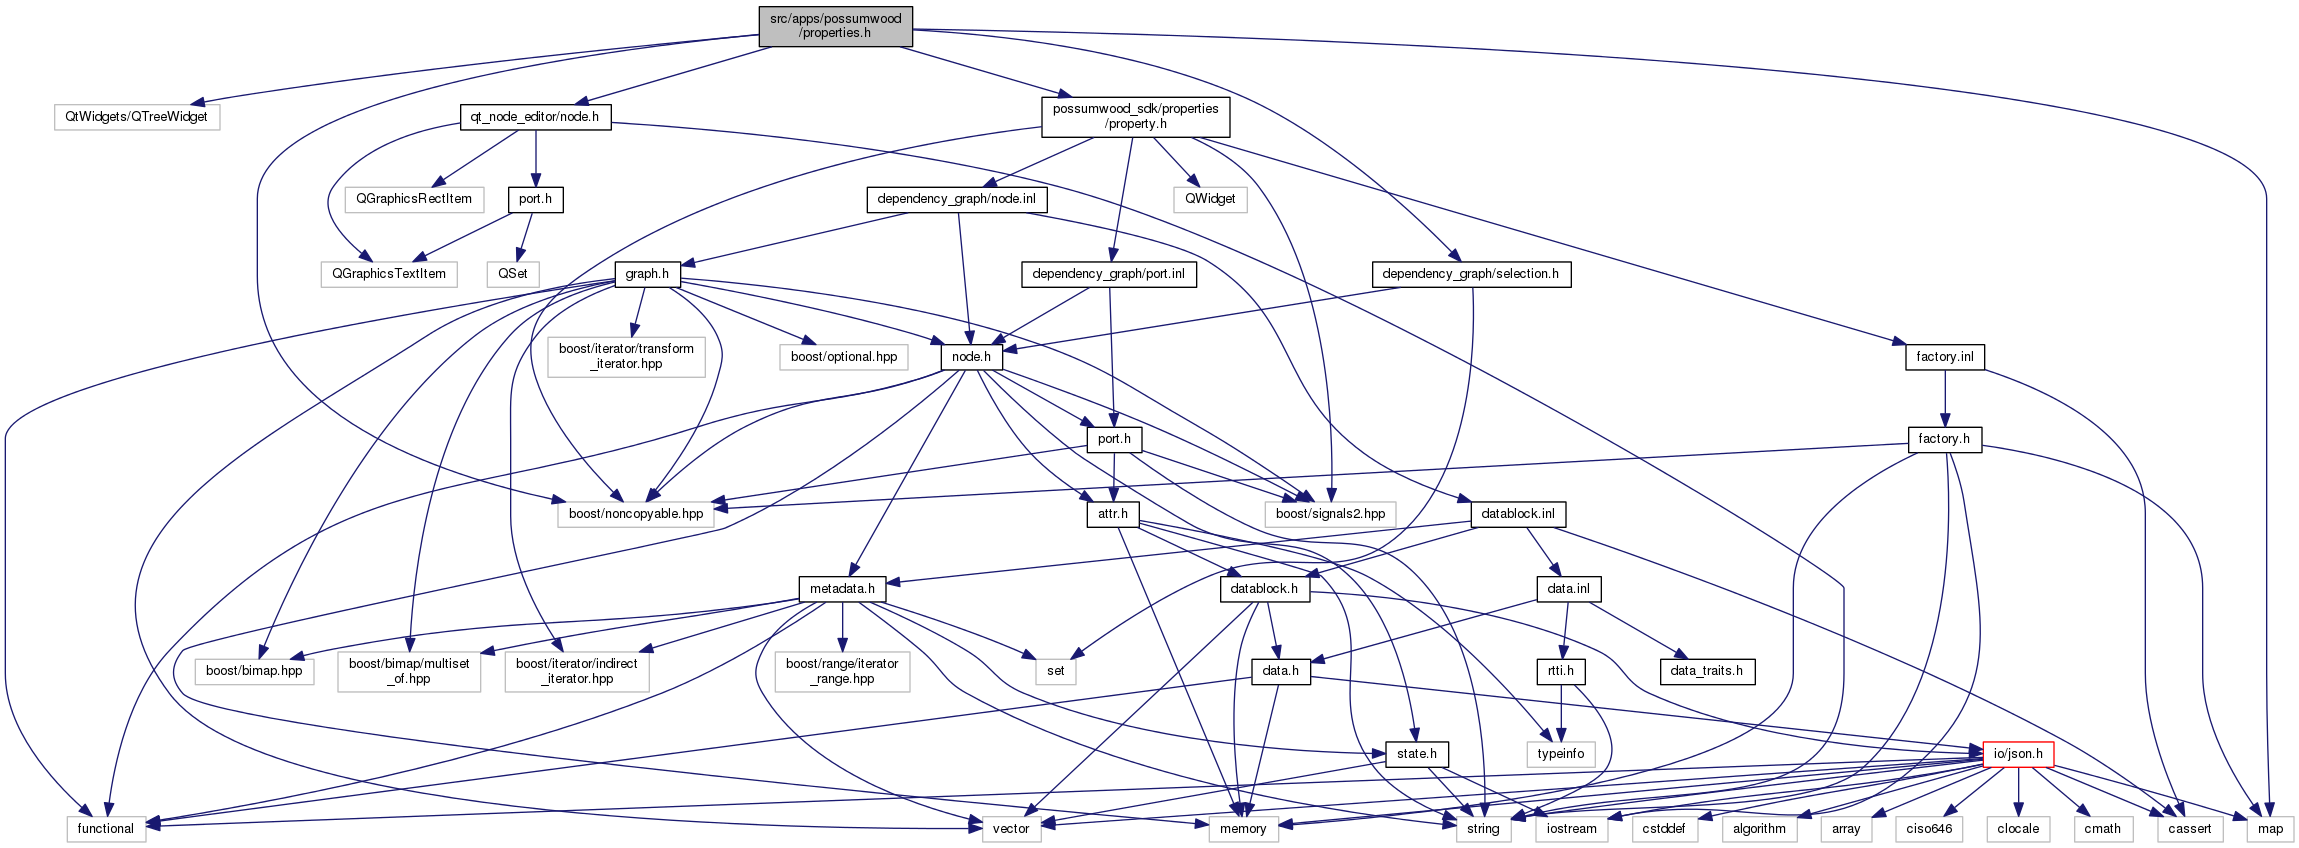 src/apps/possumwood
/properties.h
QtWidgets/QTreeWidget
qt_node_editor/node.h
possumwood_sdk/properties
/property.h
QGraphicsRectItem
port.h
dependency_graph/node.inl
QWidget
QGraphicsTextItem
QSet
graph.h
dependency_graph/port.inl
dependency_graph/selection.h
boost/iterator/transform
_iterator.hpp
boost/optional.hpp
node.h
factory.inl
port.h
factory.h
boost/noncopyable.hpp
attr.h
boost/signals2.hpp
datablock.inl
metadata.h
datablock.h
data.inl
boost/bimap.hpp
boost/bimap/multiset
_of.hpp
boost/iterator/indirect
_iterator.hpp
boost/range/iterator
_range.hpp
set
data.h
rtti.h
data_traits.h
state.h
typeinfo
io/json.h
functional
vector
memory
string
iostream
cstddef
algorithm
array
ciso646
clocale
cmath
cassert
map